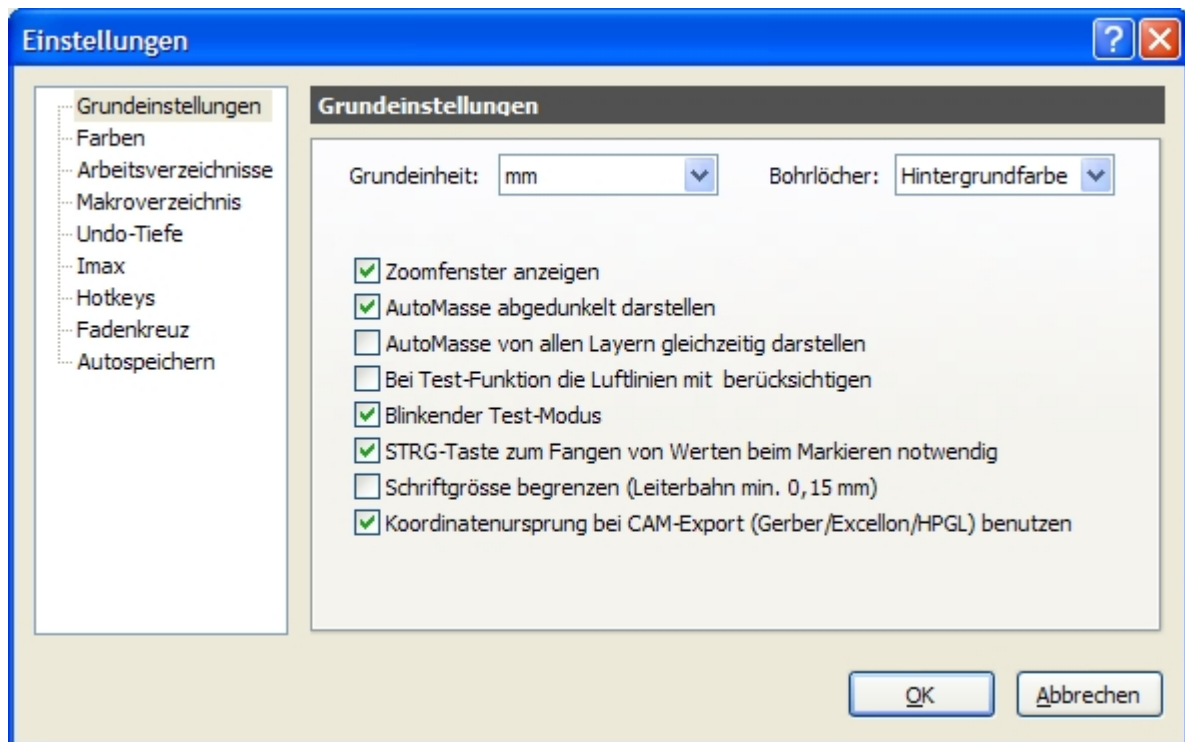 Einstellungen
Grundeinstellungen
Farben
Arbeitsverzeichnisse
Makroverzeichnis
Undo-Tiefe
Imax
Hotkeys
Fadenkreuz
Autospeichern
Grundeinstellungen
Grundeinheit: mm Bohrlöcher: Hintergrundfarbe
Zoomfenster anzeigen
AutoMasse abgedunkelt darstellen
AutoMasse von allen Layern gleichzeitig darstellen
Bei Test-Funktion die Luftlinien mit berücksichtigen
Blinkender Test-Modus
STRG-Taste zum Fangen von Werten beim Markieren notwendig
Schriftgrösse begrenzen (Leiterbahn min. 0,15 mm)
Koordinatenursprung bei CAM-Export (Gerber/Excellon/HPGL) benutzen
OK Abbrechen